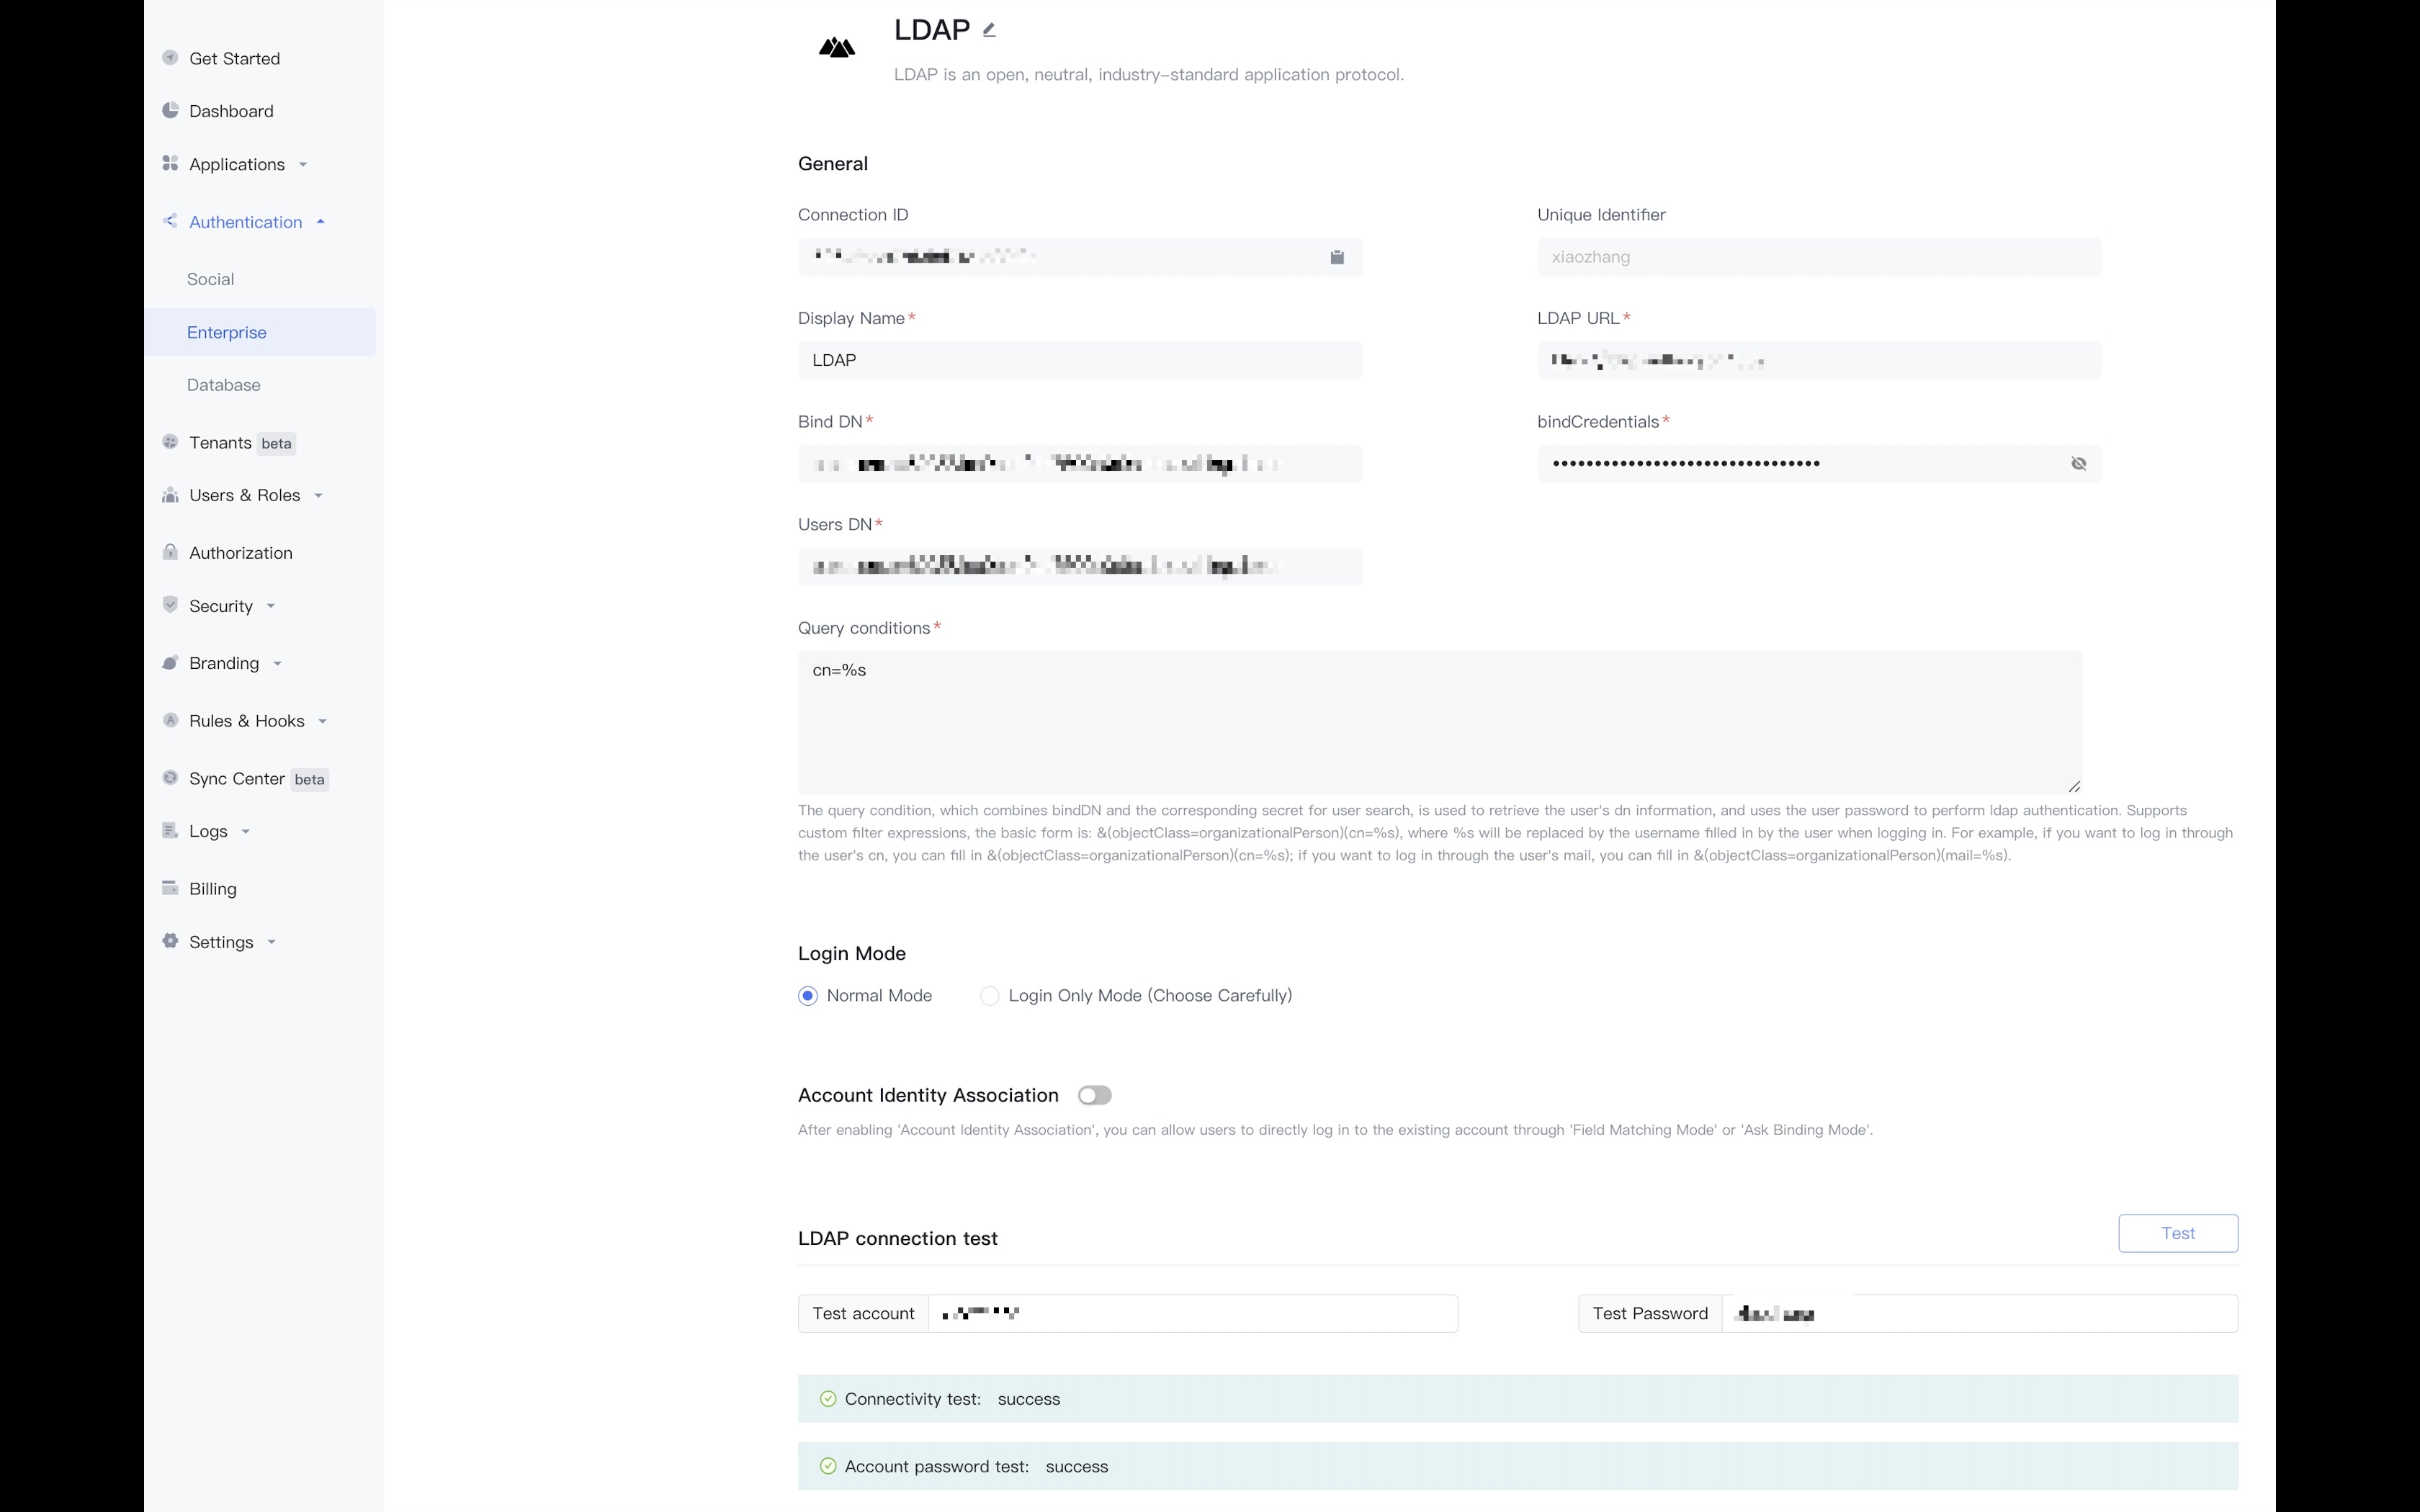 Get Started
Dashboard
Applications
Authentication
Social
Enterprise
Database
Tenants beta
Users & Roles
Authorization
Security
Branding
Rules & Hooks
Sync Center beta
Logs
Billing
Settings
LDAP
LDAP is an open, neutral, industry-standard application protocol.
General
Connection ID
Unique Identifier
xiaozhang
Display Name*
LDAP URL*
LDAP
Bind DN*
bindCredentials*
••••••••••••••••••••••••••••••••
Users DN*
Query conditions*
cn=%s
The query condition, which combines bindDN and the corresponding secret for user search, is used to retrieve the user's dn information, and uses the user password to perform ldap authentication. Supports
custom filter expressions, the basic form is: &(objectClass=organizationalPerson)(cn=%s), where %s will be replaced by the username filled in by the user when logging in. For example, if you want to log in through
the user's cn, you can fill in &(objectClass=organizationalPerson)(cn=%s); if you want to log in through the user's mail, you can fill in &(objectClass=organizationalPerson)(mail=%s).
Login Mode
Normal Mode
Login Only Mode (Choose Carefully)
Account Identity Association
After enabling 'Account Identity Association', you can allow users to directly log in to the existing account through 'Field Matching Mode' or 'Ask Binding Mode'.
LDAP connection test
Test
Test account
Test Password
Connectivity test: success
Account password test: success